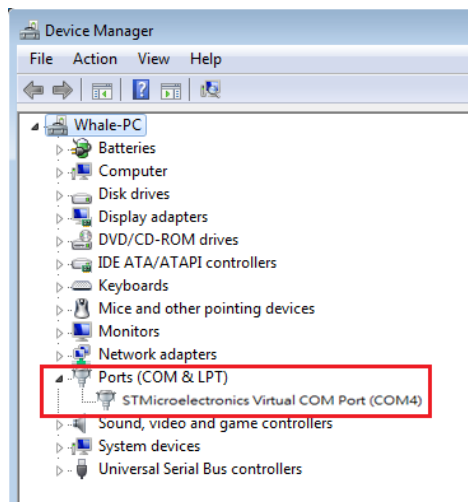 Device Manager
File Action View Help
Whale-PC
Batteries
Computer
Disk drives
Display adapters
DVD/CD-ROM drives
IDE ATA/ATAPI controllers
Keyboards
Mice and other pointing devices
Monitors
Network adapters
Ports (COM & LPT)
STMicroelectronics Virtual COM Port (COM4)
Sound, video and game controllers
System devices
Universal Serial Bus controllers